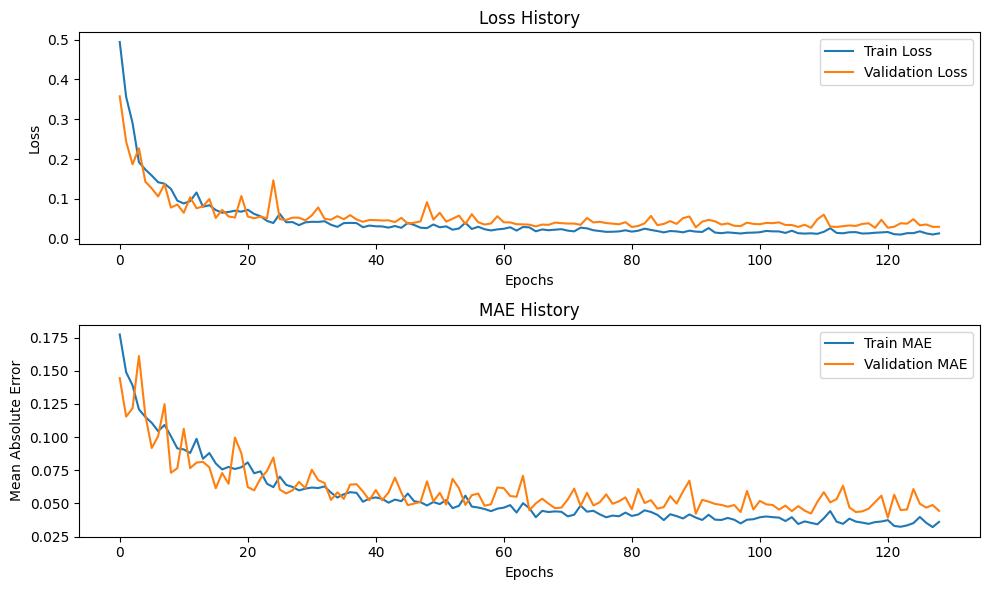 Loss History
0.5
0.4
0.3
0.2
0.1
0.0
Loss
Train Loss
Validation Loss
0 20 40 60 80 100 120
Epochs
MAE History
0.175
0.150
0.125
0.100
0.075
0.050
0.025
Mean Absolute Error
Train MAE
Validation MAE
0 20 40 60 80 100 120
Epochs